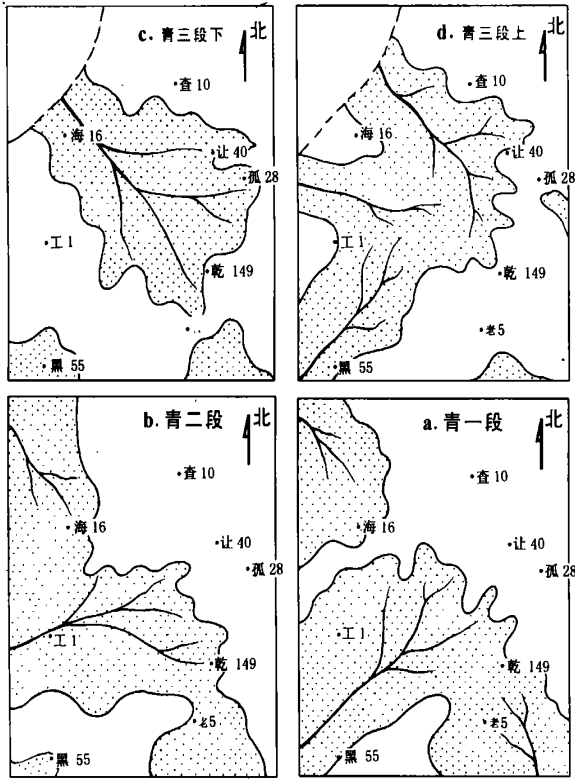 c. 青三段下
北
查 10
海 16
让 40
孤 28
工 1
乾 149
黑 55
d. 青三段上
北
查 10
海 16
让 40
孤 28
工 1
乾 149
老 5
黑 55
b. 青二段
北
查 10
海 16
让 40
孤 28
工 1
乾 149
老5
黑 55
a. 青一段
北
查 10
海 16
让 40
孤 28
工 1
乾 149
老 5
黑 55